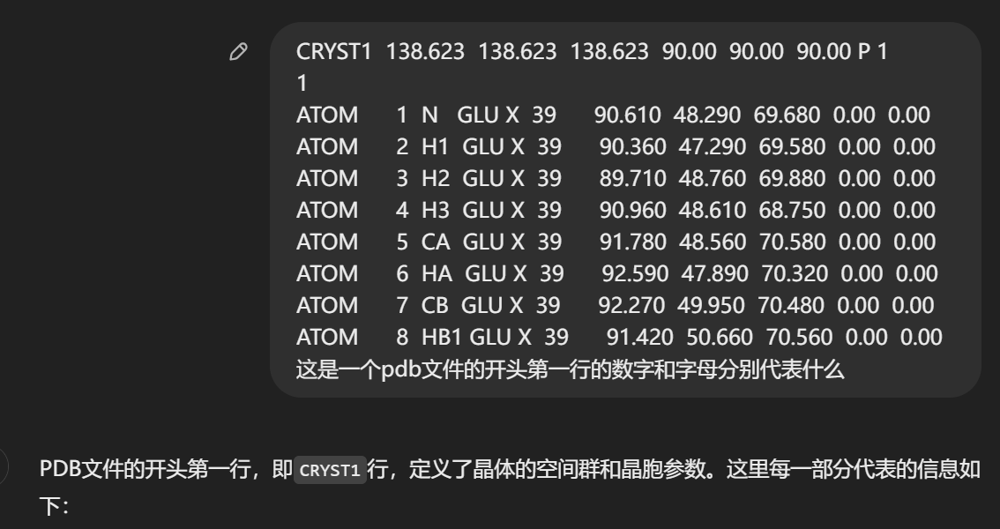 CRYST1  138.623  138.623  138.623  90.00  90.00  90.00 P 1
1
ATOM      1  N   GLU X  39      90.610  48.290  69.680  0.00  0.00
ATOM      2  H1  GLU X  39      90.360  47.290  69.580  0.00  0.00
ATOM      3  H2  GLU X  39      89.710  48.760  69.880  0.00  0.00
ATOM      4  H3  GLU X  39      90.960  48.610  68.750  0.00  0.00
ATOM      5  CA  GLU X  39      91.780  48.560  70.580  0.00  0.00
ATOM      6  HA  GLU X  39      92.590  47.890  70.320  0.00  0.00
ATOM      7  CB  GLU X  39      92.270  49.950  70.480  0.00  0.00
ATOM      8  HB1 GLU X  39      91.420  50.660  70.560  0.00  0.00
这是一个pdb文件的开头第一行的数字和字母分别代表什么
PDB文件的开头第一行，即CRYST1行，定义了晶体的空间群和晶胞参数。这里每一部分代表的信息如
下：